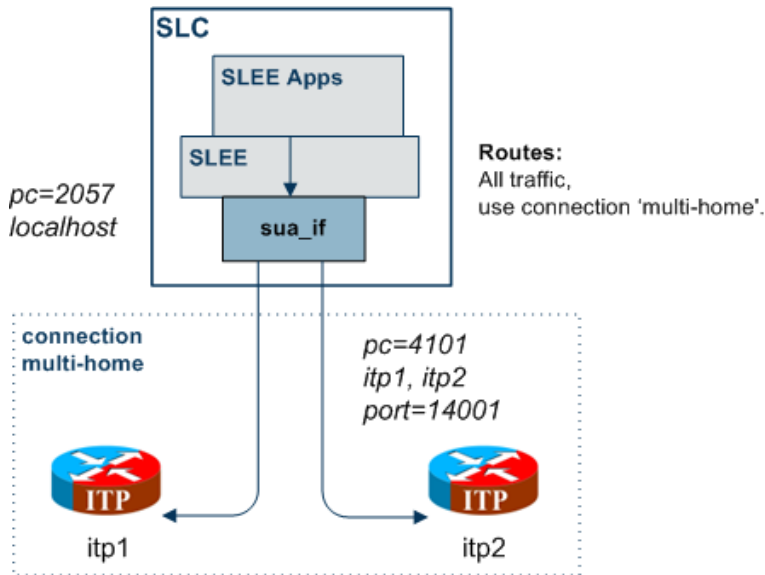 SLC
SLEE Apps
SLEE
sua_if
pc=2057
localhost
Routes:
All traffic,
use connection ‘multi-home'.
connection
multi-home
pc=4101
itp1, itp2
port=14001
ITP
itp1
ITP
itp2